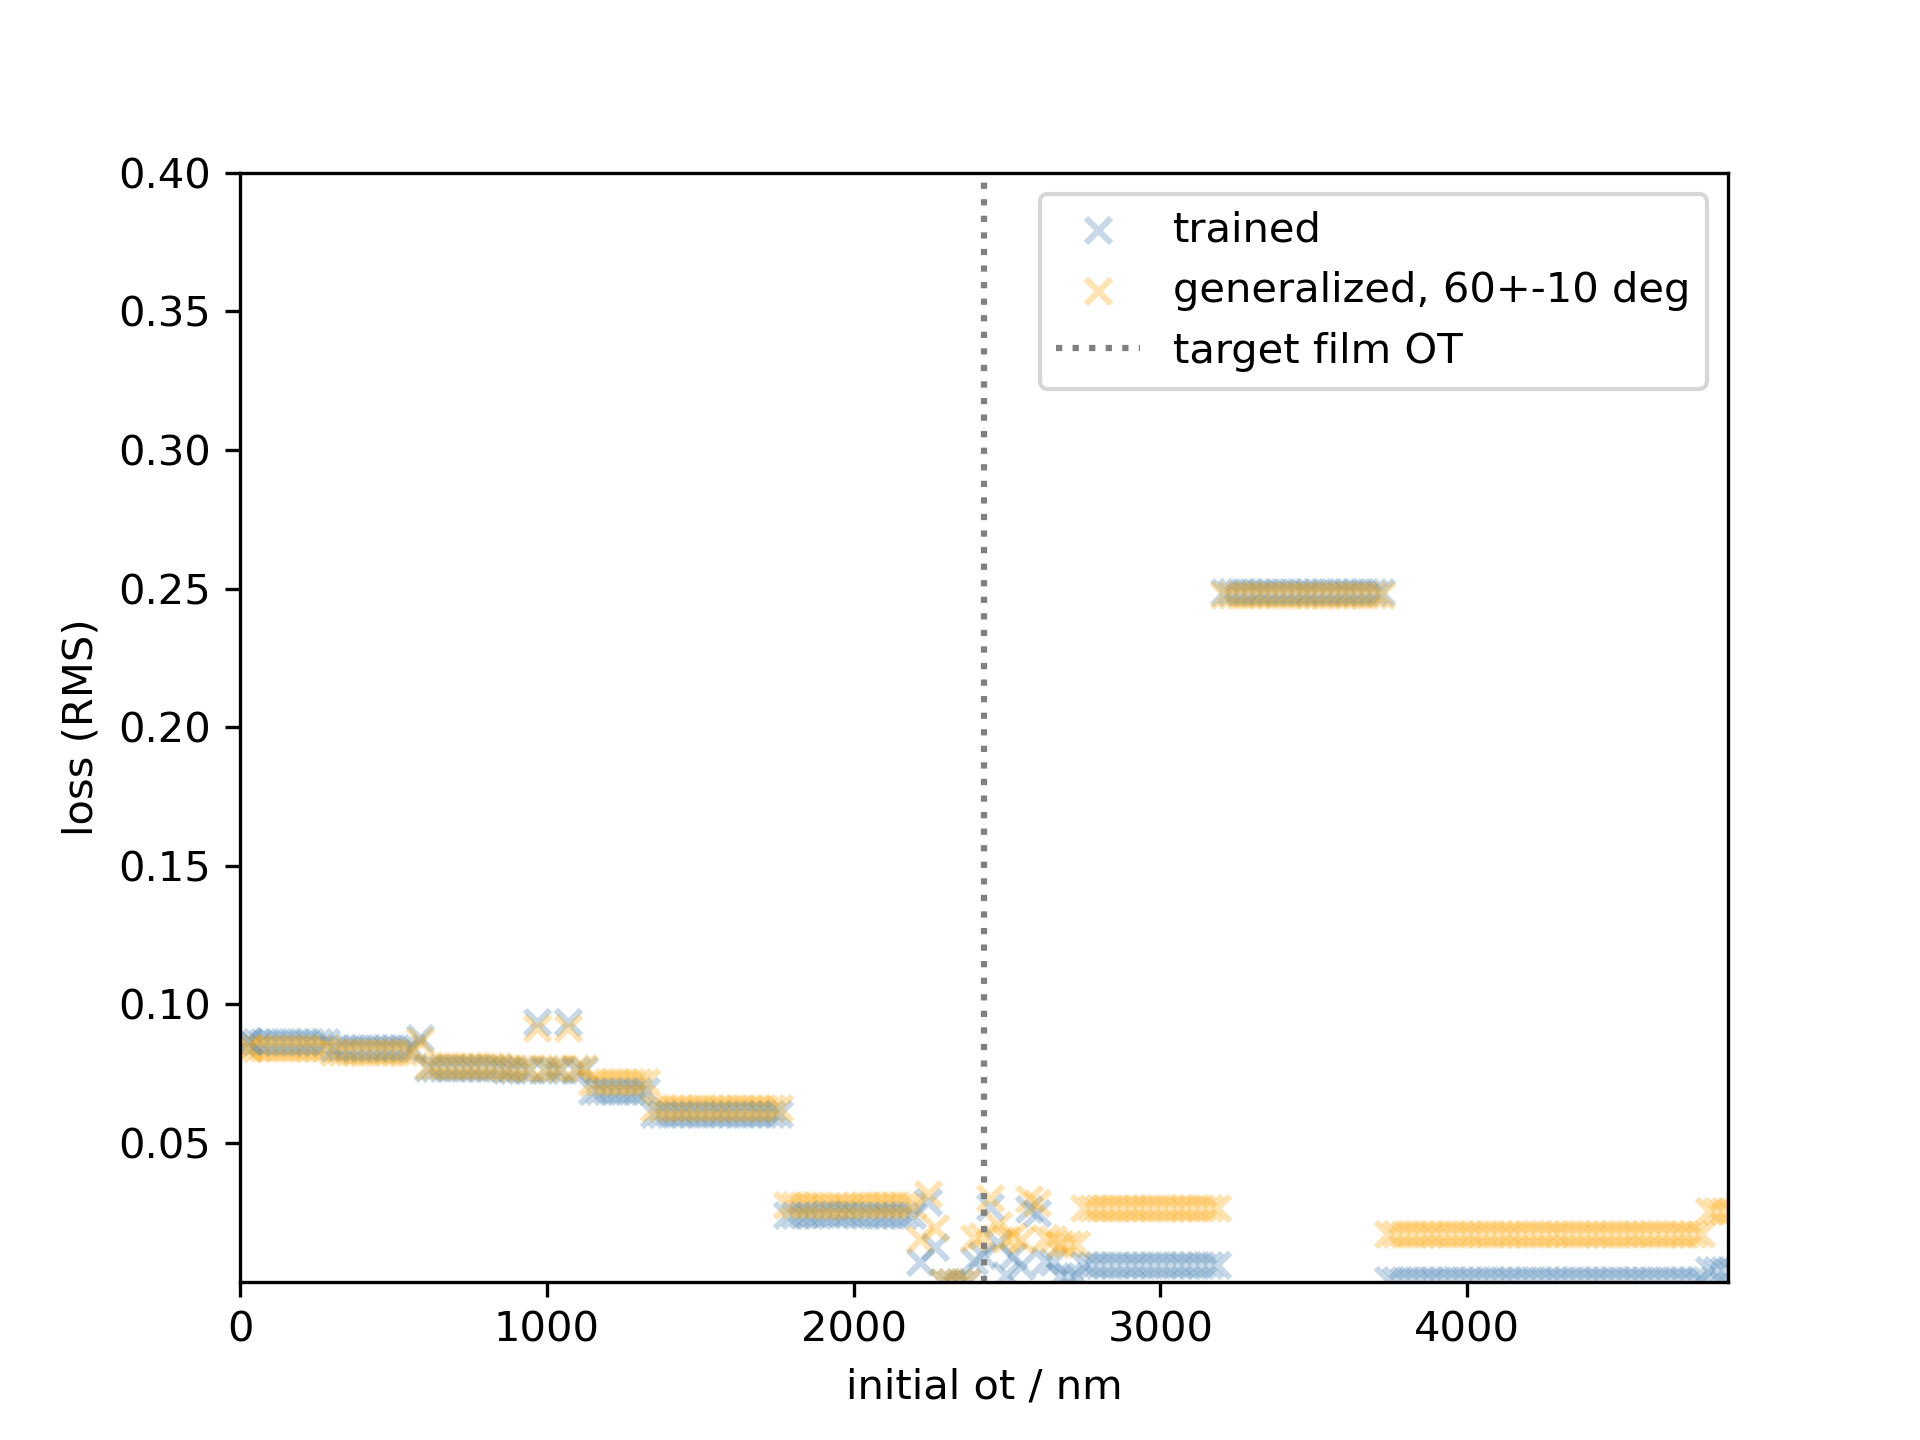 0.40
0.35
0.30
0.25
0.20
0.15
0.10
0.05
loss (RMS)
trained
generalized, 60+-10 deg
target film OT
0 1000 2000 3000 4000
initial ot / nm